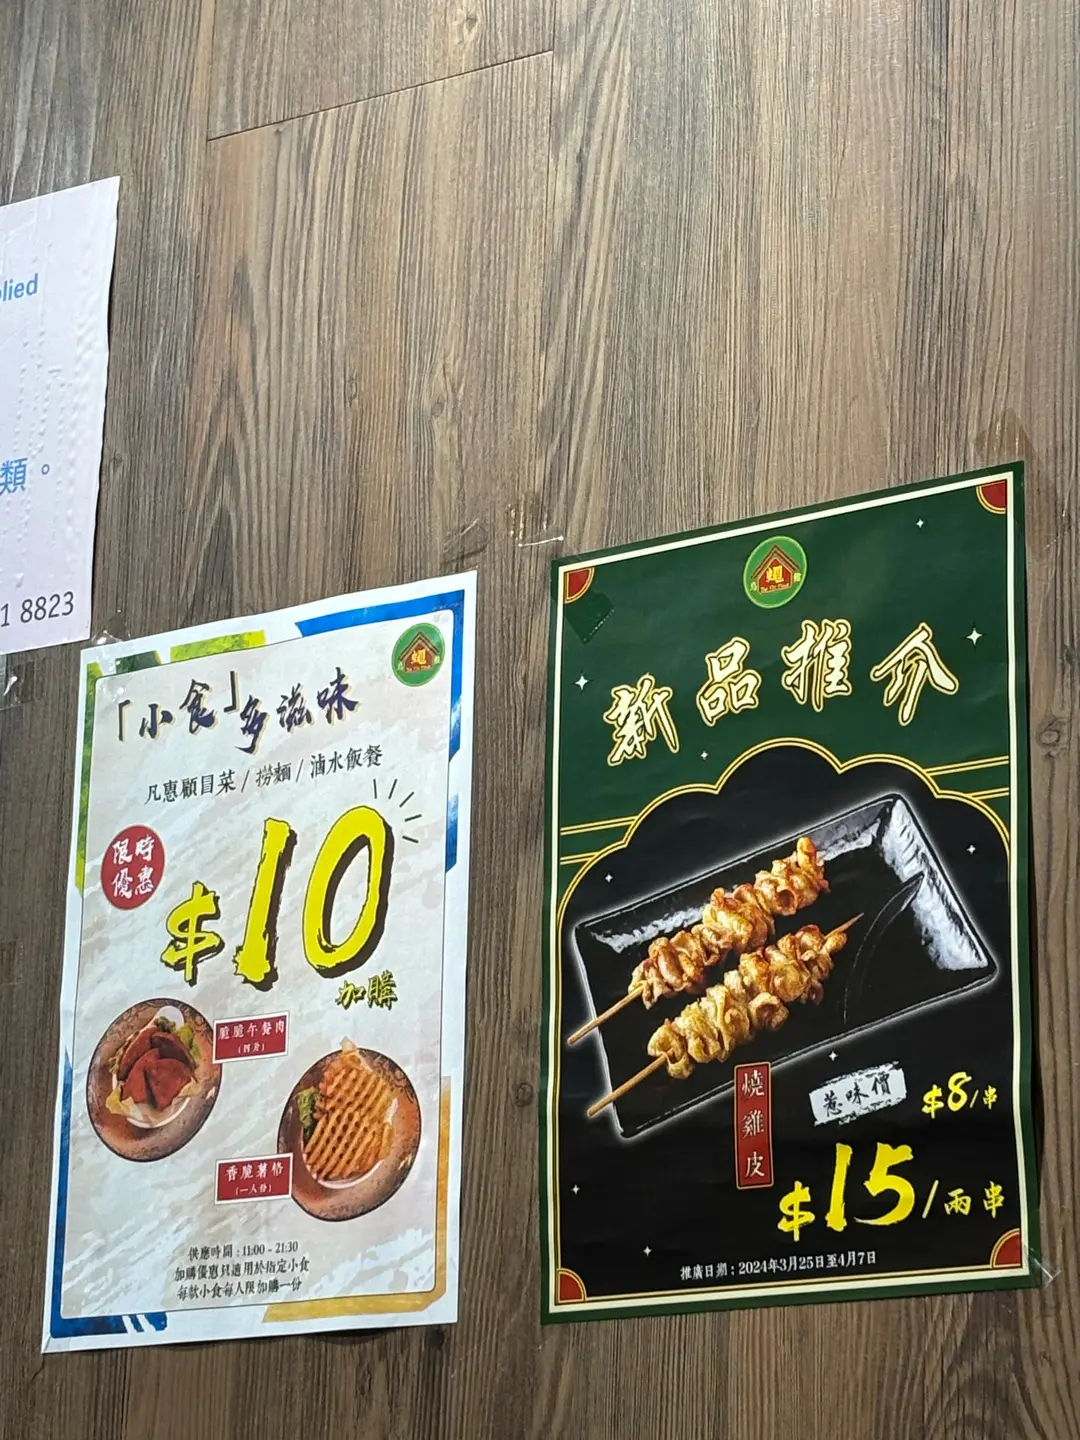 lied
類。
1 8823
「小食」多滋味
凡惠顧冒菜 / 撈麵 / 滷水飯餐
限時
優惠
$10
加購
脆脆午餐肉
(四片)
香脆薯格
(一人份)
供應時間：11:00 - 21:30
加購優惠只適用於指定小食
每款小食每人限加購一份
新品推介
燒雞皮
惹味價
$8/串
$15/兩串
推廣日期：2024年3月25日至4月7日